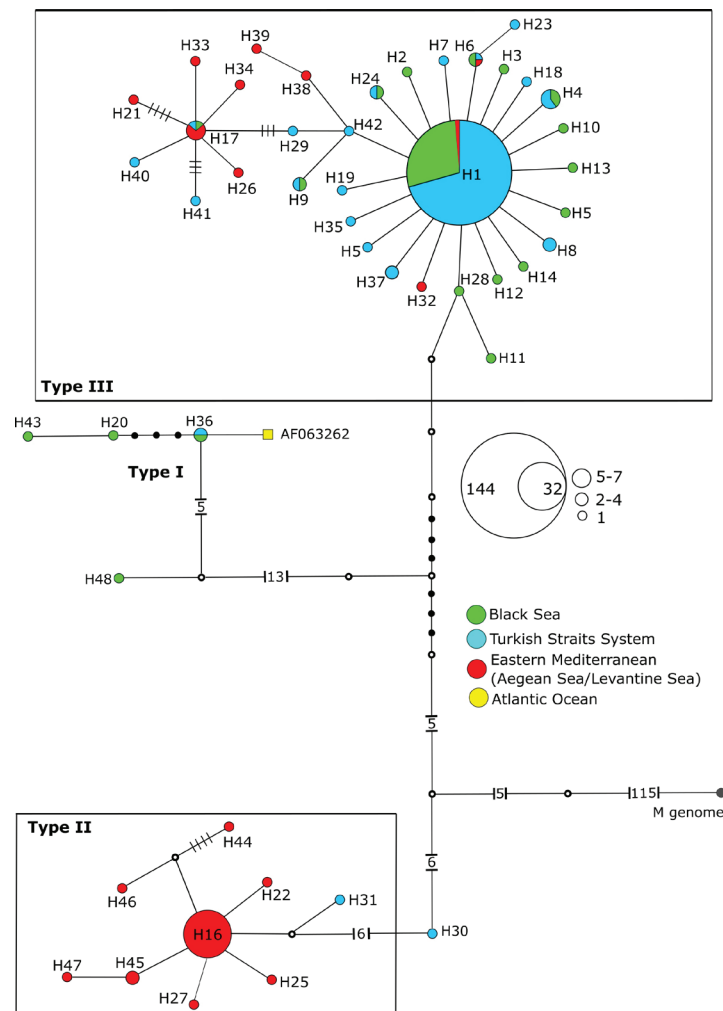 H23
H39
H33
H7
H6
H2
H3
H38
H34
H18
H24
H4
H21
H17
H42
H10
H29
H1
H13
H40
H26
H19
H9
H41
H5
H35
H5
H8
H37
H28
H14
H32
H12
H11
Type III
H43
H20
H36
AF063262
Type I
144
32
5-7
2-4
1
5
H48
13
Black Sea
Turkish Straits System
Eastern Mediterranean
(Aegean Sea/Levantine Sea)
Atlantic Ocean
5
5
115
M genome
Type II
H44
6
H46
H22
H31
H16
6
H30
H47
H45
H25
H27